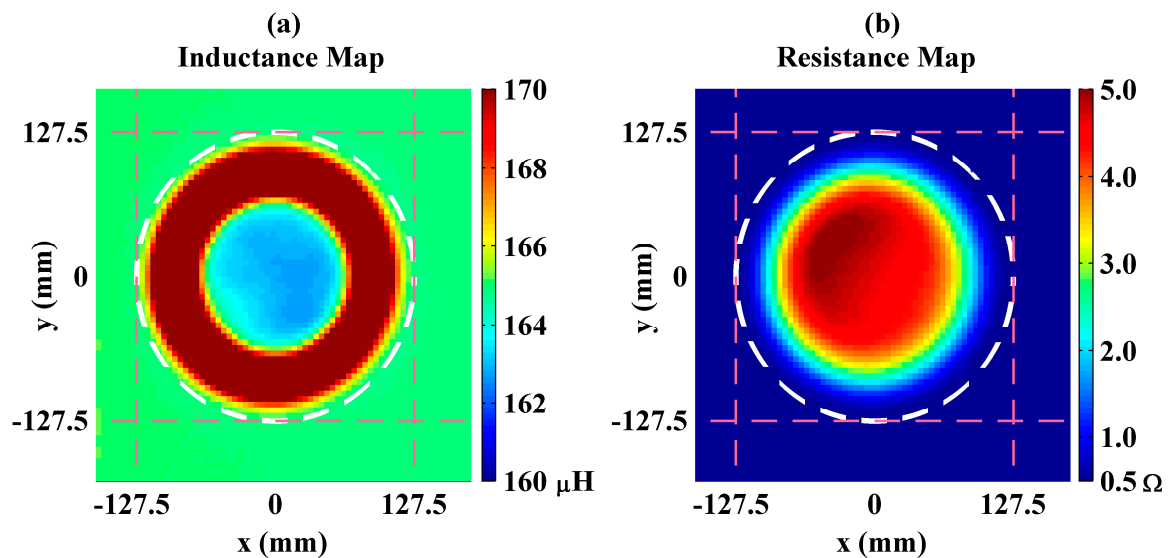 (a)
Inductance Map
170
168
166
164
162
160 μH
127.5
0
-127.5
y (mm)
-127.5 0 127.5
x (mm)
(b)
Resistance Map
5.0
4.0
3.0
2.0
1.0
0.5 Ω
127.5
0
-127.5
y (mm)
-127.5 0 127.5
x (mm)